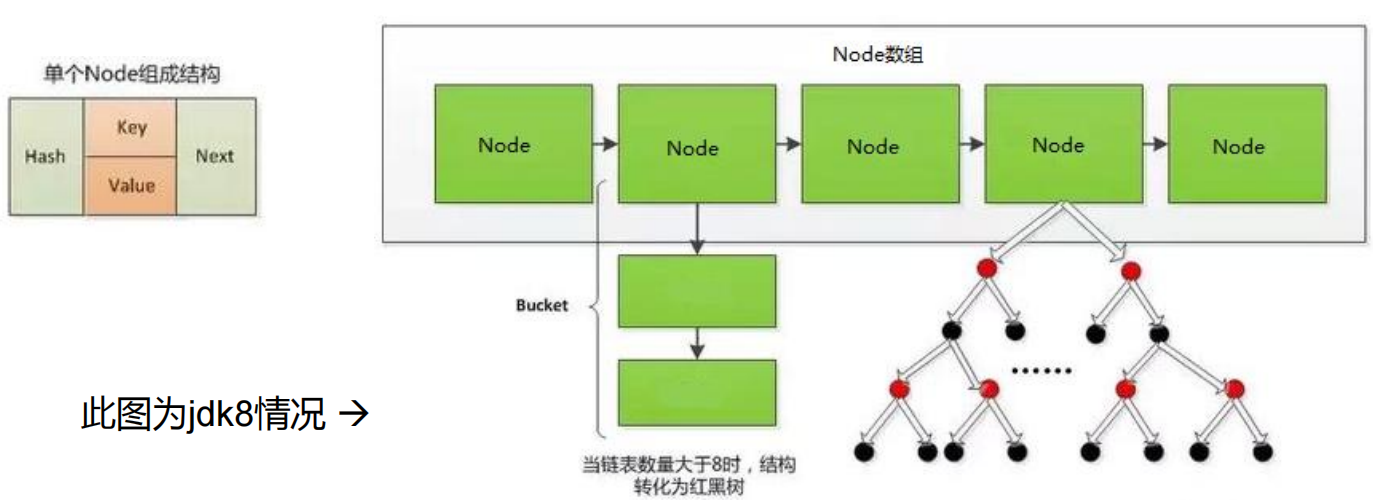 单个Node组成结构
Hash
Key
Value
Next
Node数组
Node
Node
Node
Node
Node
Bucket
......
此图为jdk8情况 →
当链表数量大于8时，结构
转化为红黑树